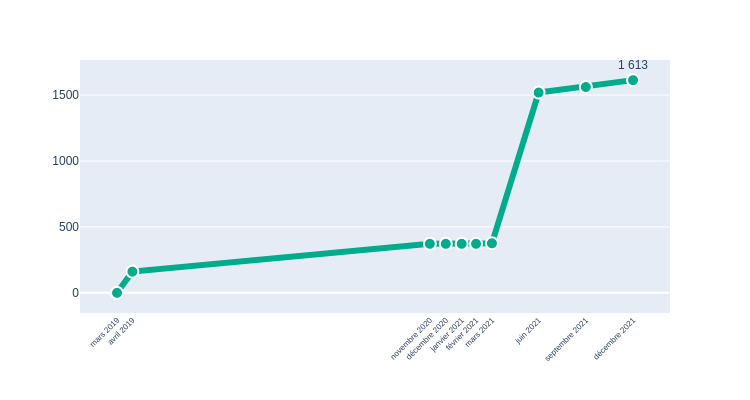 1 613
1500
1000
500
0
mars 2019
avril 2019
novembre 2020
décembre 2020
janvier 2021
février 2021
mars 2021
juin 2021
septembre 2021
décembre 2021